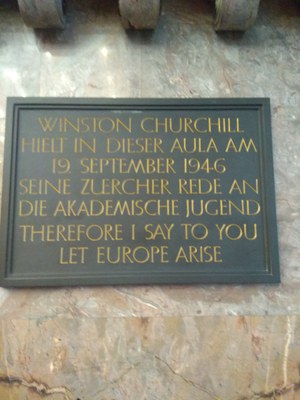 WINSTON CHURCHILL
HIELT IN DIESER AULA AM
19. SEPTEMBER 1946
SEINE ZUERCHER REDE AN
DIE AKADEMISCHE JUGEND
THEREFORE I SAY TO YOU
LET EUROPE ARISE